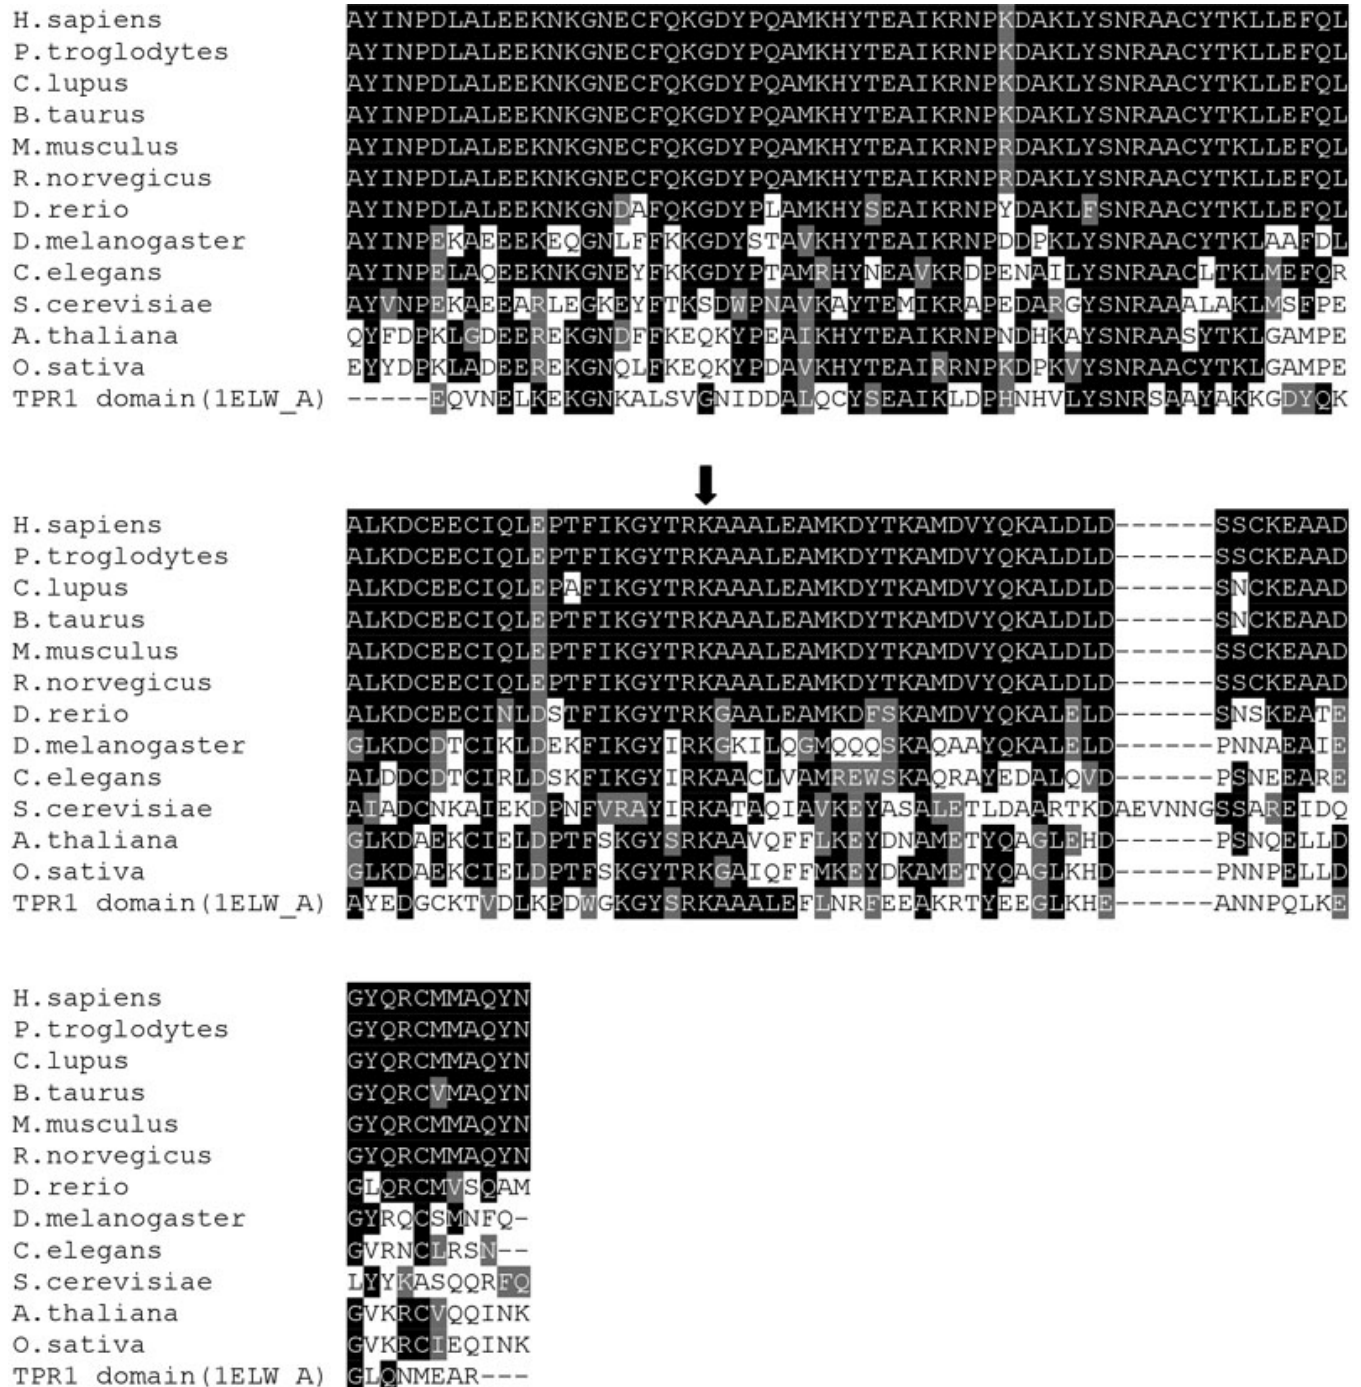 H.sapiens AYINPDLALEEKNKGNECFQKGDYPQAMKHYTEAIKRNPKDAKLYSNRAACYTKLLEFQL
P.troglodytes AYINPDLALEEKNKGNECFQKGDYPQAMKHYTEAIKRNPKDAKLYSNRAACYTKLLEFQL
C.lupus AYINPDLALEEKNKGNECFQKGDYPQAMKHYTEAIKRNPKDAKLYSNRAACYTKLLEFQL
B.taurus AYINPDLALEEKNKGNECFQKGDYPQAMKHYTEAIKRNPKDAKLYSNRAACYTKLLEFQL
M.musculus AYINPDLALEEKNKGNECFQKGDYPQAMKHYTEAIKRNPRDAKLYSNRAACYTKLLEFQL
R.norvegicus AYINPDLALEEKNKGNECFQKGDYPQAMKHYTEAIKRNPRDAKLYSNRAACYTKLLEFQL
D.rerio AYINPDLALEEKNKGNDAFQKGDYPLAMKHYSEAIKRNPYDAKLFSNRAACYTKLLEFQL
D.melanogaster AYINPEKAEEEKEQGNLFFKKGDYSTAVKHYTEAIKRNPDDPKLYSNRAACYTKLAAFDL
C.elegans AYINPELAQEEKNKGNEYFKKGDYPTAMRHYNEAVKRDPENAILYSNRAACLTKLMEFQR
S.cerevisiae AYVNPEKAEEARLEGKEYFTKSDWPNAVKAYTEMIKRAPEDARGYSNRAAALAKLMSFPE
A.thaliana QYFDPKLGDEEREKGNDFFKEQKYPEAIKHYTEAIKRNPNDHKAYSNRAASYTKLGAMPE
O.sativa EYYDPKLADEEREKGNQLFKEQKYPDAVKHYTEAIRRNPKDPKVYSNRAACYTKLGAMPE
TPR1 domain(1ELW_A) -----EQVNELKEKGNKALSVGNIDDALQCYSEAIKLDPHNHVLYSNRSAAYAKKGDYQK
H.sapiens ALKDCEECIQLEPTFIKGYTRKAAALEAMKDYTKAMDVYQKALDLD------SSCKEAAD
P.troglodytes ALKDCEECIQLEPTFIKGYTRKAAALEAMKDYTKAMDVYQKALDLD------SSCKEAAD
C.lupus ALKDCEECIQLEPAFIKGYTRKAAALEAMKDYTKAMDVYQKALDLD------SNCKEAAD
B.taurus ALKDCEECIQLEPTFIKGYTRKAAALEAMKDYTKAMDVYQKALDLD------SNCKEAAD
M.musculus ALKDCEECIQLEPTFIKGYTRKAAALEAMKDYTKAMDVYQKALDLD------SSCKEAAD
R.norvegicus ALKDCEECIQLEPTFIKGYTRKAAALEAMKDYTKAMDVYQKALDLD------SSCKEAAD
D.rerio ALKDCEECINLDSTFIKGYTRKGAALEAMKDFSKAMDVYQKALELD------SNSKEATE
D.melanogaster GLKDCDTCIKLDEKFIKGYIRKGKILQGMQQQSKAQAAYQKALELD------PNNAEAIE
C.elegans ALDDCDTCIRLDSKFIKGYIRKAACLVAMREWSKAQRAYEDALQVD------PSNEEARE
S.cerevisiae AIADCNKAIEKDPNFVRAYIRKATAQIAVKEYASALETLDAARTKDAEVNNGSSAREIDQ
A.thaliana GLKDAEKCIELDPTFSKGYSRKAAVQFFLKEYDNAMETYQAGLEHD------PSNQELLD
O.sativa GLKDAEKCIELDPTFSKGYTRKGAIQFFMKEYDKAMETYQAGLKHD------PNNPELLD
TPR1 domain(1ELW_A) AYEDGCKTVDLKPDWGKGYSRKAAALEFLNRFEEAKRTYEEGLKHE------ANNPQLKE
H.sapiens GYQRCMMAQYN
P.troglodytes GYQRCMMAQYN
C.lupus GYQRCMMAQYN
B.taurus GYQRCVMAQYN
M.musculus GYQRCMMAQYN
R.norvegicus GYQRCMMAQYN
D.rerio GLQRCMVSQAM
D.melanogaster GYRQCSMNFQ-
C.elegans GVRNCLRSN--
S.cerevisiae LYYKASQQRFQ
A.thaliana GVKRCVQQINK
O.sativa GVKRCIEQINK
TPR1 domain(1ELW A) GLQNMEAR---